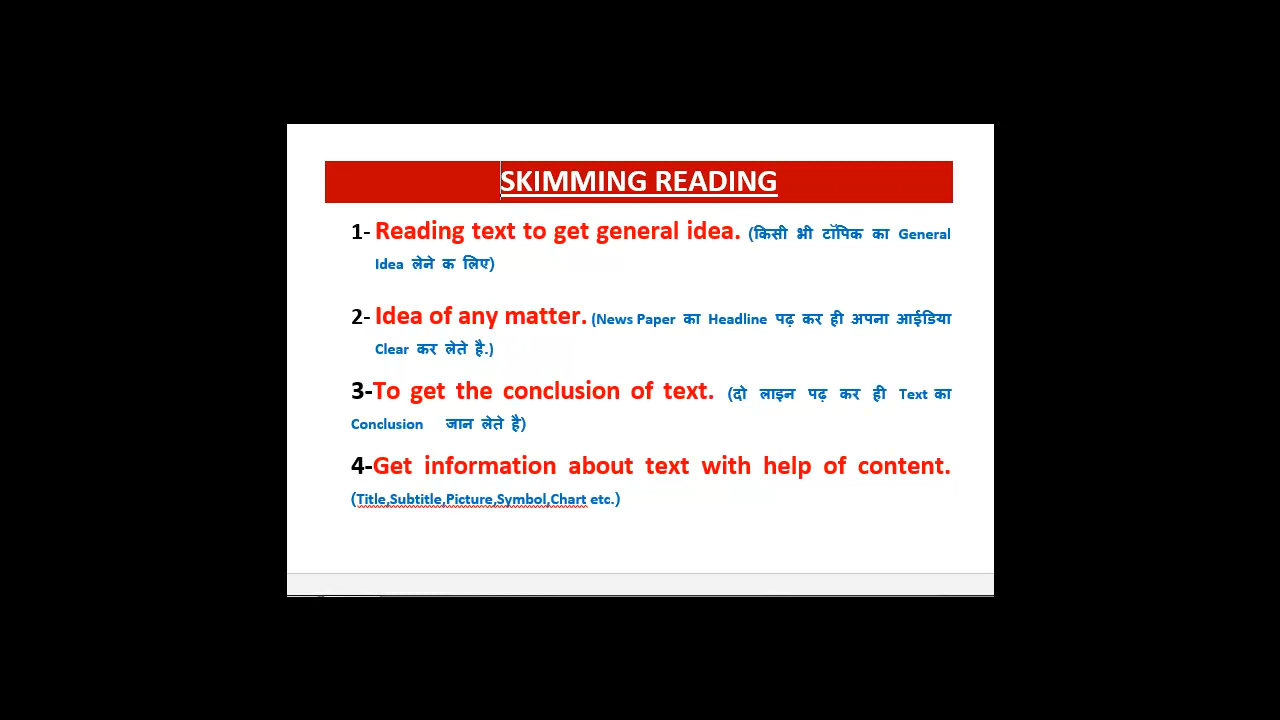 SKIMMING READING
1- Reading text to get general idea. (किसी भी टॉपिक का General
Idea लेने क लिए)
2- Idea of any matter. (News Paper का Headline पढ़ कर ही अपना आईडिया
Clear कर लेते है.)
3-To get the conclusion of text. (दो लाइन पढ़ कर ही Text का
Conclusion जान लेते है)
4-Get information about text with help of content.
(Title,Subtitle,Picture,Symbol,Chart etc.)